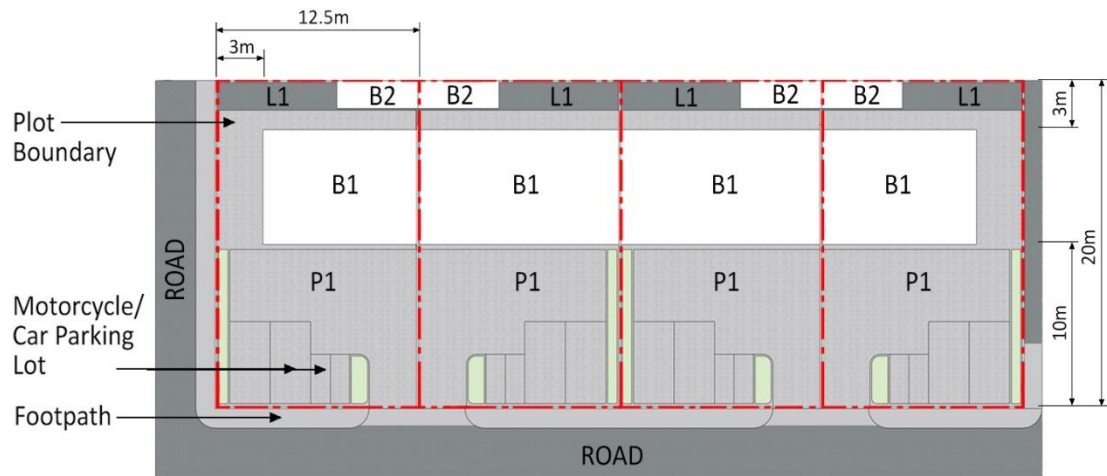 12.5m
3m
L1 B2 B2 L1 L1 B2 B2 L1
3m
Plot
Boundary
B1 B1 B1 B1
20m
ROAD
P1 P1 P1 P1
10m
Motorcycle/
Car Parking
Lot
Footpath
ROAD